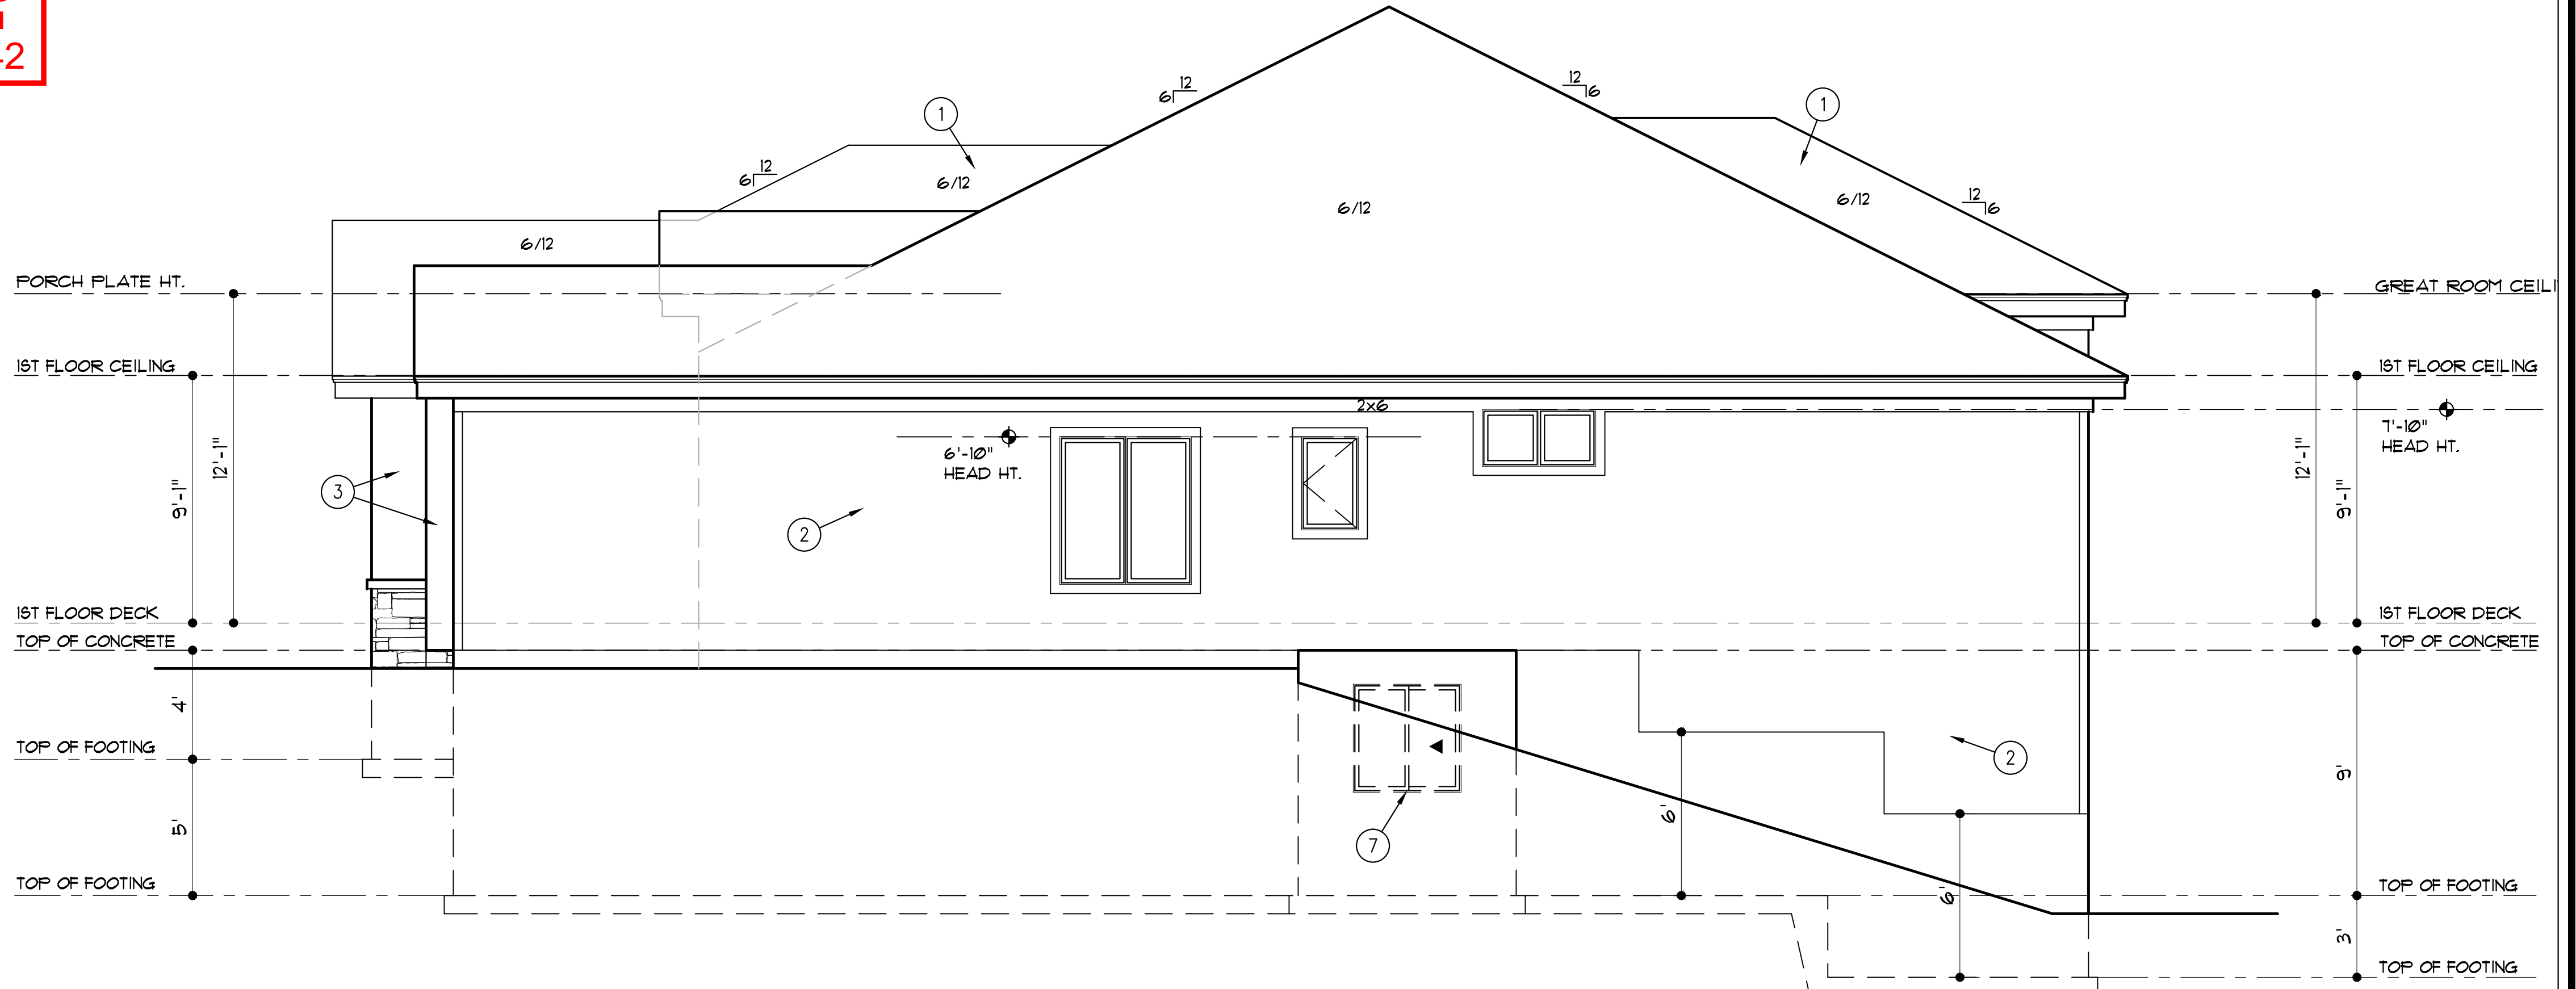 -2
12
6
12
6
1
1
12
6
6/12
6/12
6/12
12
6
6/12
PORCH PLATE HT.
GREAT ROOM CEILI
1ST FLOOR CEILING
1ST FLOOR CEILING
2x6
6'-10"
HEAD HT.
7'-10"
HEAD HT.
12'-1"
9'-1"
3
2
12'-1"
9'-1"
1ST FLOOR DECK
1ST FLOOR DECK
TOP OF CONCRETE
TOP OF CONCRETE
4'
TOP OF FOOTING
2
9'
5'
7
6'
TOP OF FOOTING
TOP OF FOOTING
6'
3'
TOP OF FOOTING